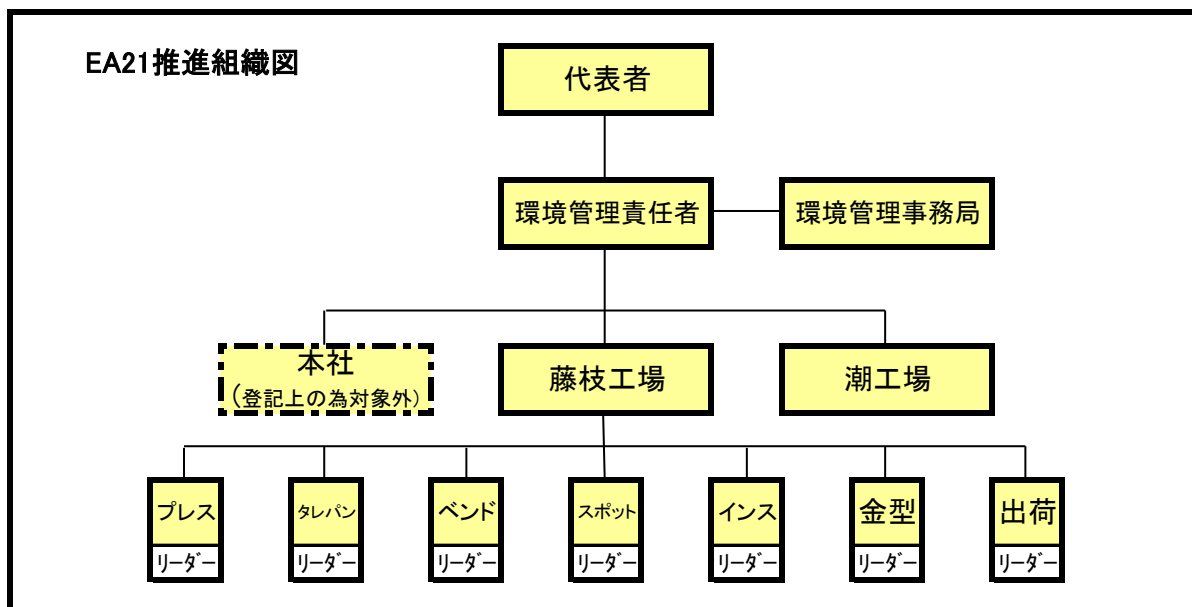 EA21推進組織図
代表者
環境管理責任者
環境管理事務局
本社
(登記上の為対象外)
藤枝工場
潮工場
プレス
タレパン
ベンド
スポット
インス
金型
出荷
ﾘｰﾀﾞｰ
ﾘｰﾀﾞｰ
ﾘｰﾀﾞｰ
ﾘｰﾀﾞｰ
ﾘｰﾀﾞｰ
ﾘｰﾀﾞｰ
ﾘｰﾀﾞｰ